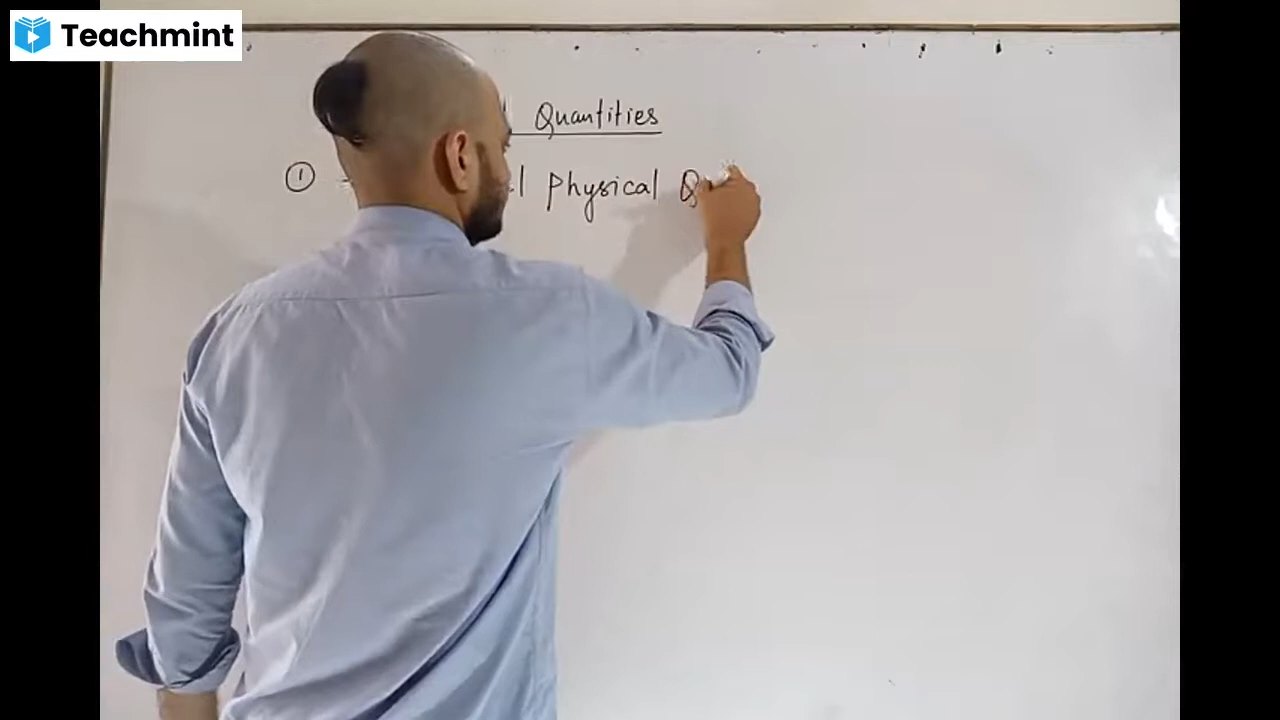 Teachmint
Quantities
① Physical